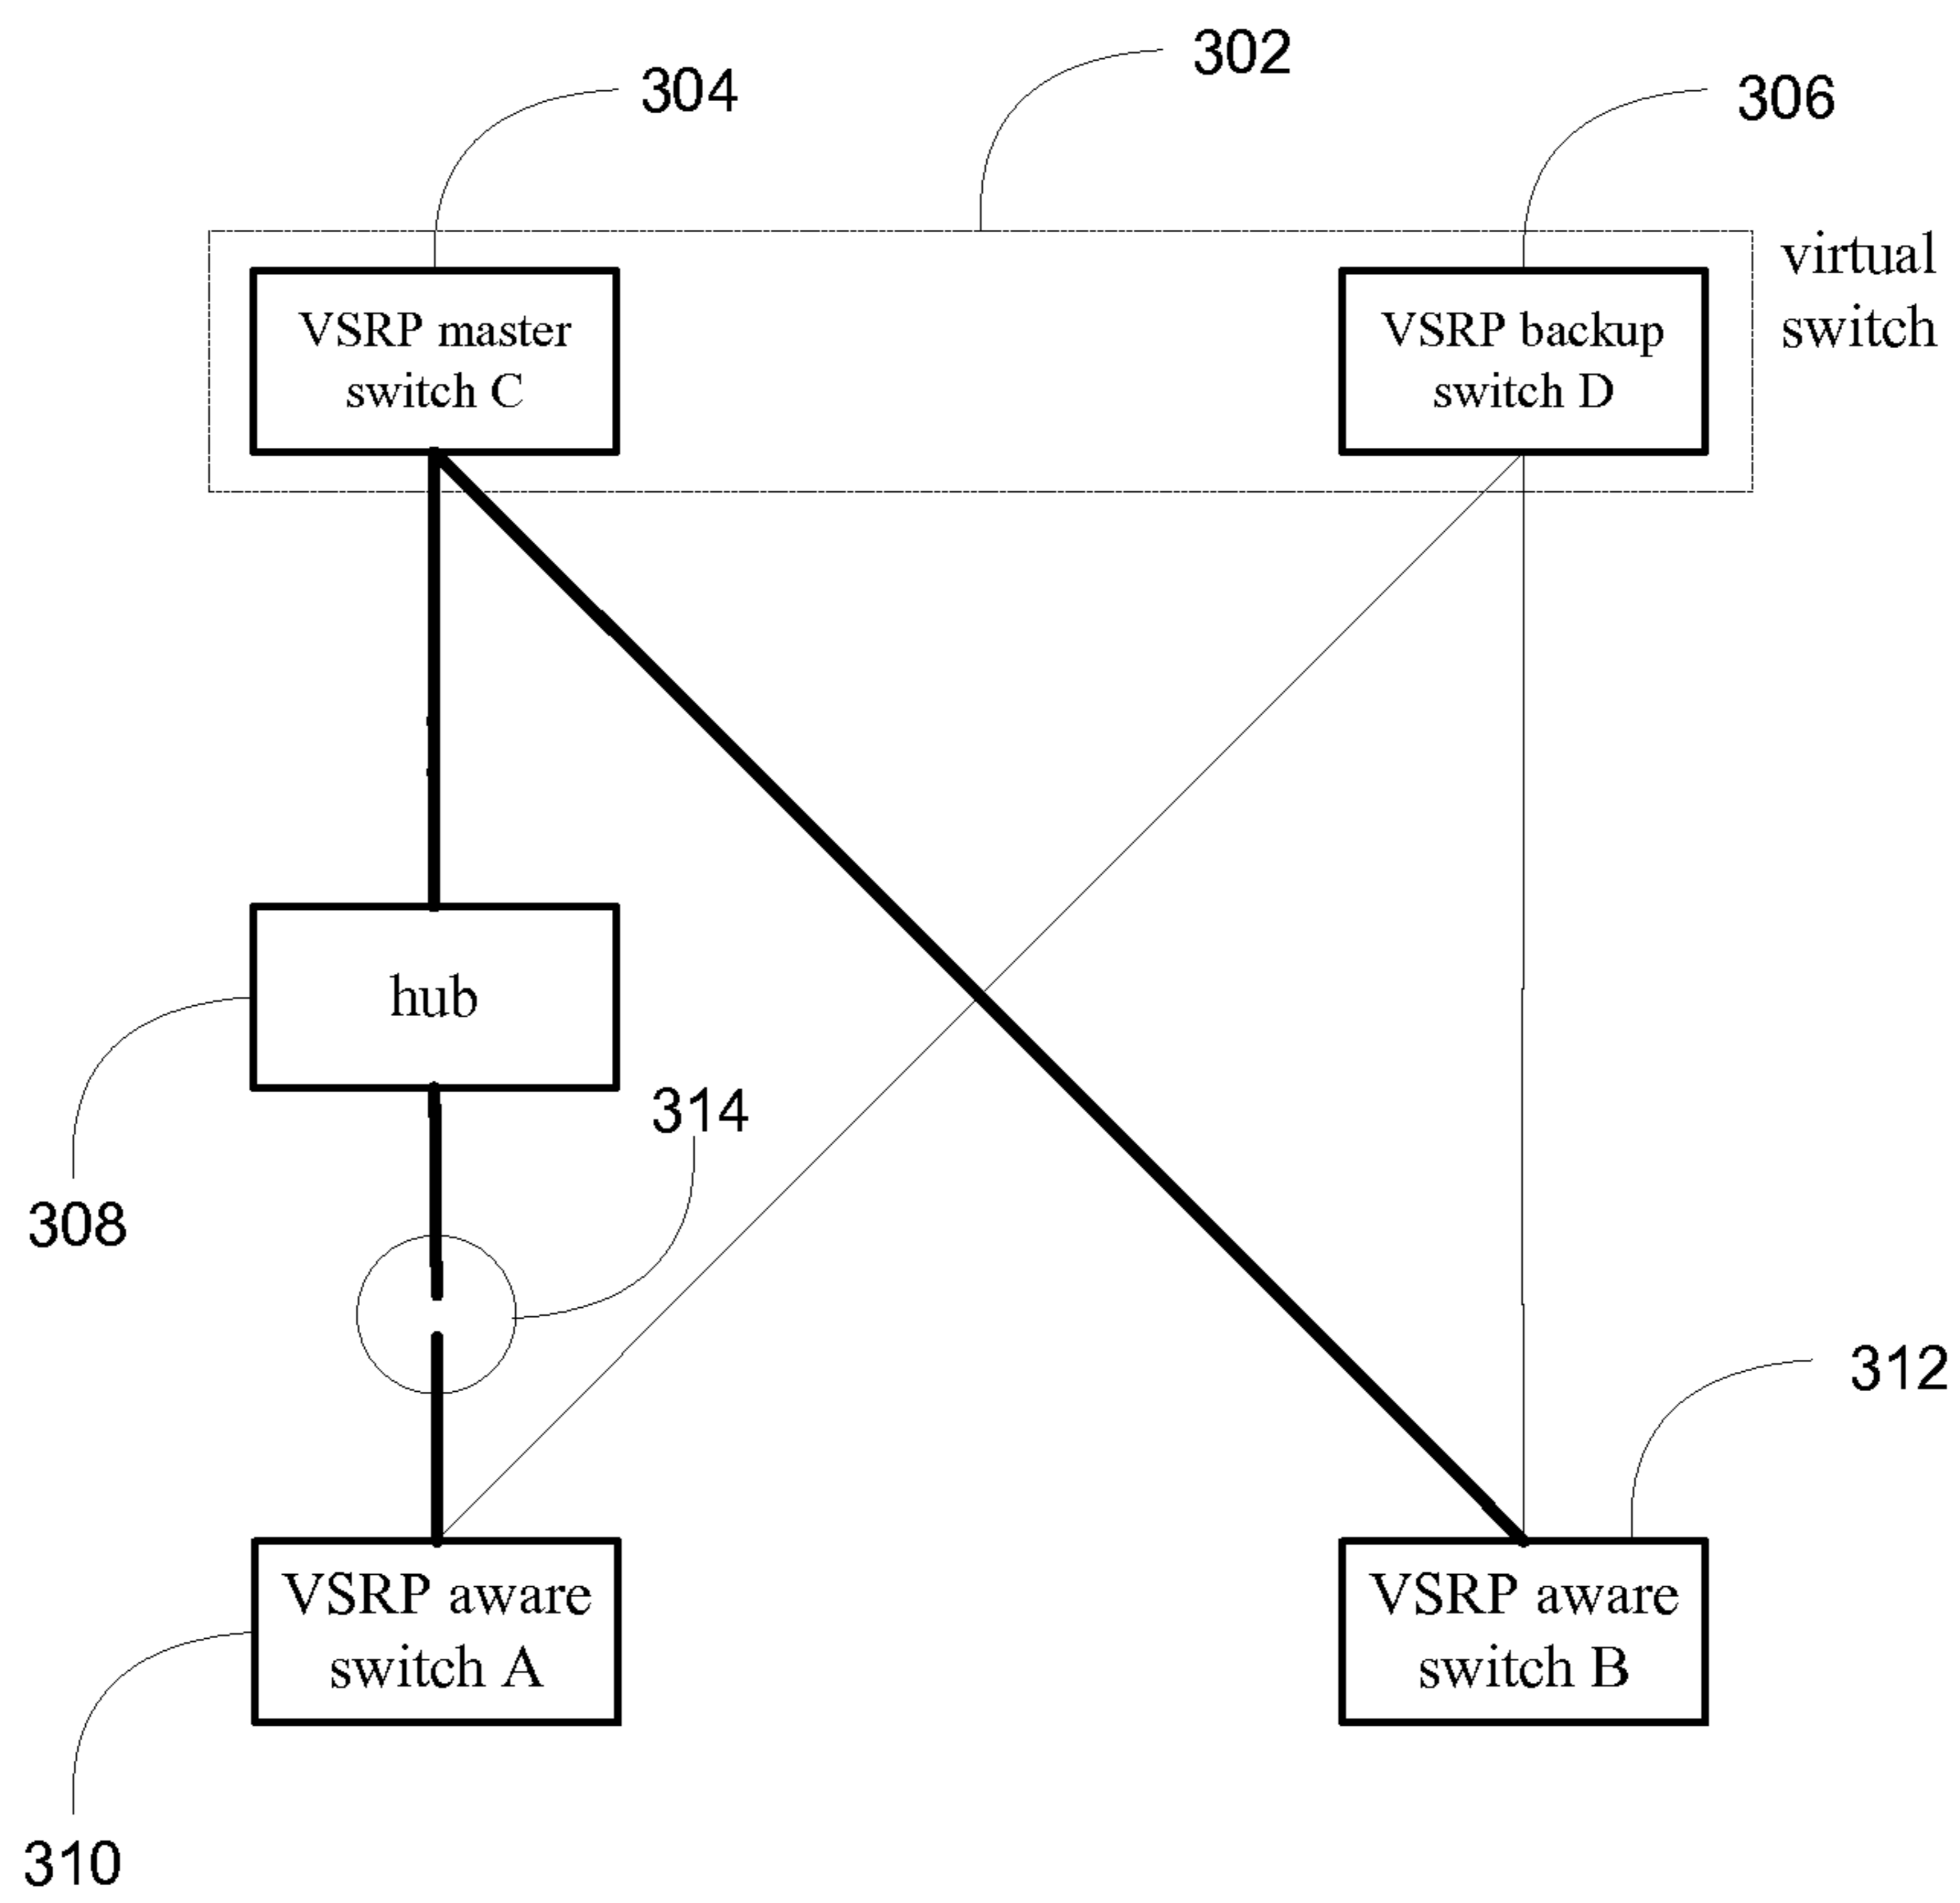 302
304
306
virtual
switch
VSRP master
switch C
VSRP backup
switch D
hub
314
308
312
VSRP aware
switch A
VSRP aware
switch B
310